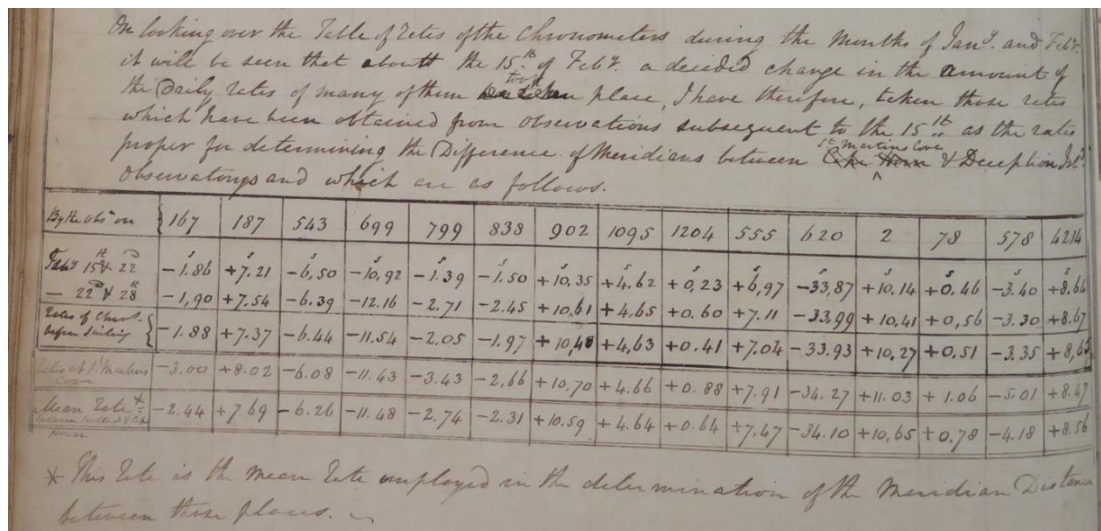 On looking over the Table of rates of the Chronometers during the Months of Jany. and Feby.
it will be seen that about the 15th of Feby. a decided change in the amount of
the Daily rates of many of them took place, I have therefore, taken those rates
which have been obtained from observations subsequent to the 15th as the rates
proper for determining the Difference of Meridians between St Martins Cove & Deception Isld
Observatorys and which are as follows.
By the obsns on 167 187 543 699 799 838 902 1095 1204 555 620 2 78 578 4214
Feby 15th & 22d -1.86 +7.21 -6,50 -10,92 -1.39 -1.50 +10,35 +4.62 +0,23 +6,97 -33,87 +10.14 +0.46 -3.40 +8.64
— 22d & 28th -1,90 +7.54 -6.39 -12.16 -2.71 -2.45 +10,61 +4,65 +0.60 +7.11 -33,99 +10,41 +0,56 -3.30 +8.67
rates of Chrs. before sailing -1.88 +7.37 -6.44 -11.54 -2.05 -1.97 +10,48 +4,63 +0.41 +7.04 -33.93 +10,27 +0.51 -3.35 +8,65
rates at St. Martins Cove -3.00 +8.02 -6.08 -11.43 -3.43 -2,66 +10,70 +4.66 +0.88 +7.91 -34.27 +11.03 +1.06 -5.01 +8.47
Mean rate * -2.44 +7.69 -6.26 -11.48 -2.74 -2.31 +10.59 +4.64 +0.64 +7.47 -34.10 +10,65 +0.78 -4.18 +8.56
Horn
* This rate is the mean rate employed in the determination of the Meridian Distance
between those places.